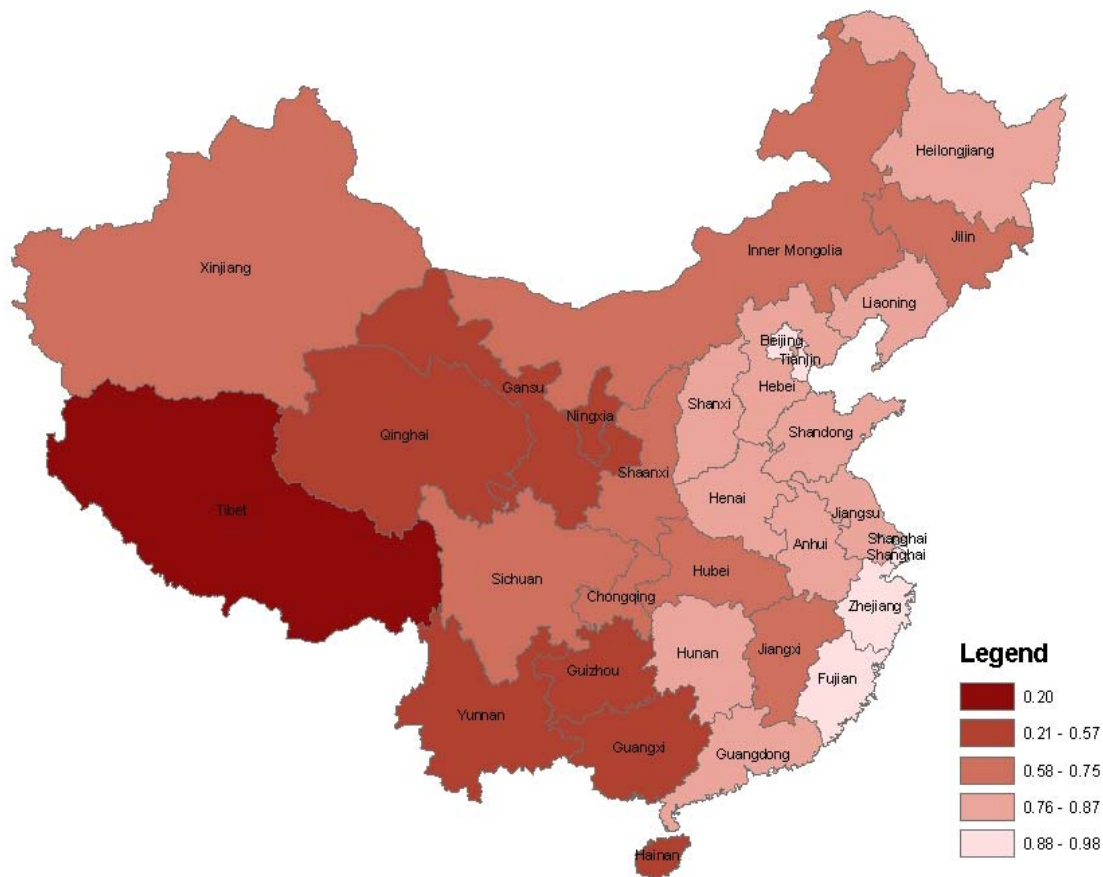 Heilongjiang
Jilin
Inner Mongolia
Xinjiang
Liaoning
Beijing
Tianjin
Hebei
Gansu
Shanxi
Ningxia
Qinghai
Shandong
Shaanxi
Henai
Tibet
Jiangsu
Shanghai
Anhui
Shanghai
Hubei
Sichuan
Chongqing
Zhejiang
Hunan
Jiangxi
Guizhou
Fujian
Yunnan
Guangxi
Guangdong
Hainan
Legend
0.20
0.21 - 0.57
0.58 - 0.75
0.76 - 0.87
0.88 - 0.98